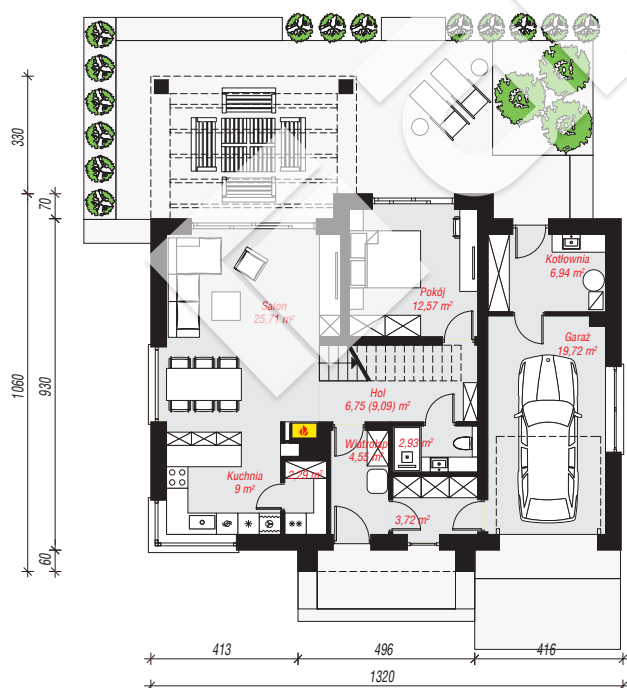 330
70
1060
930
60
Kotłownia
6,94 m²
Pokój
12,57 m²
Salon
25,71 m²
Garaż
19,72 m²
Hol
6,75 (9,09) m²
Wiatrołap
4,55 m²
2,93 m²
Kuchnia
9 m²
2,29 m²
3,72 m²
413
496
416
1320